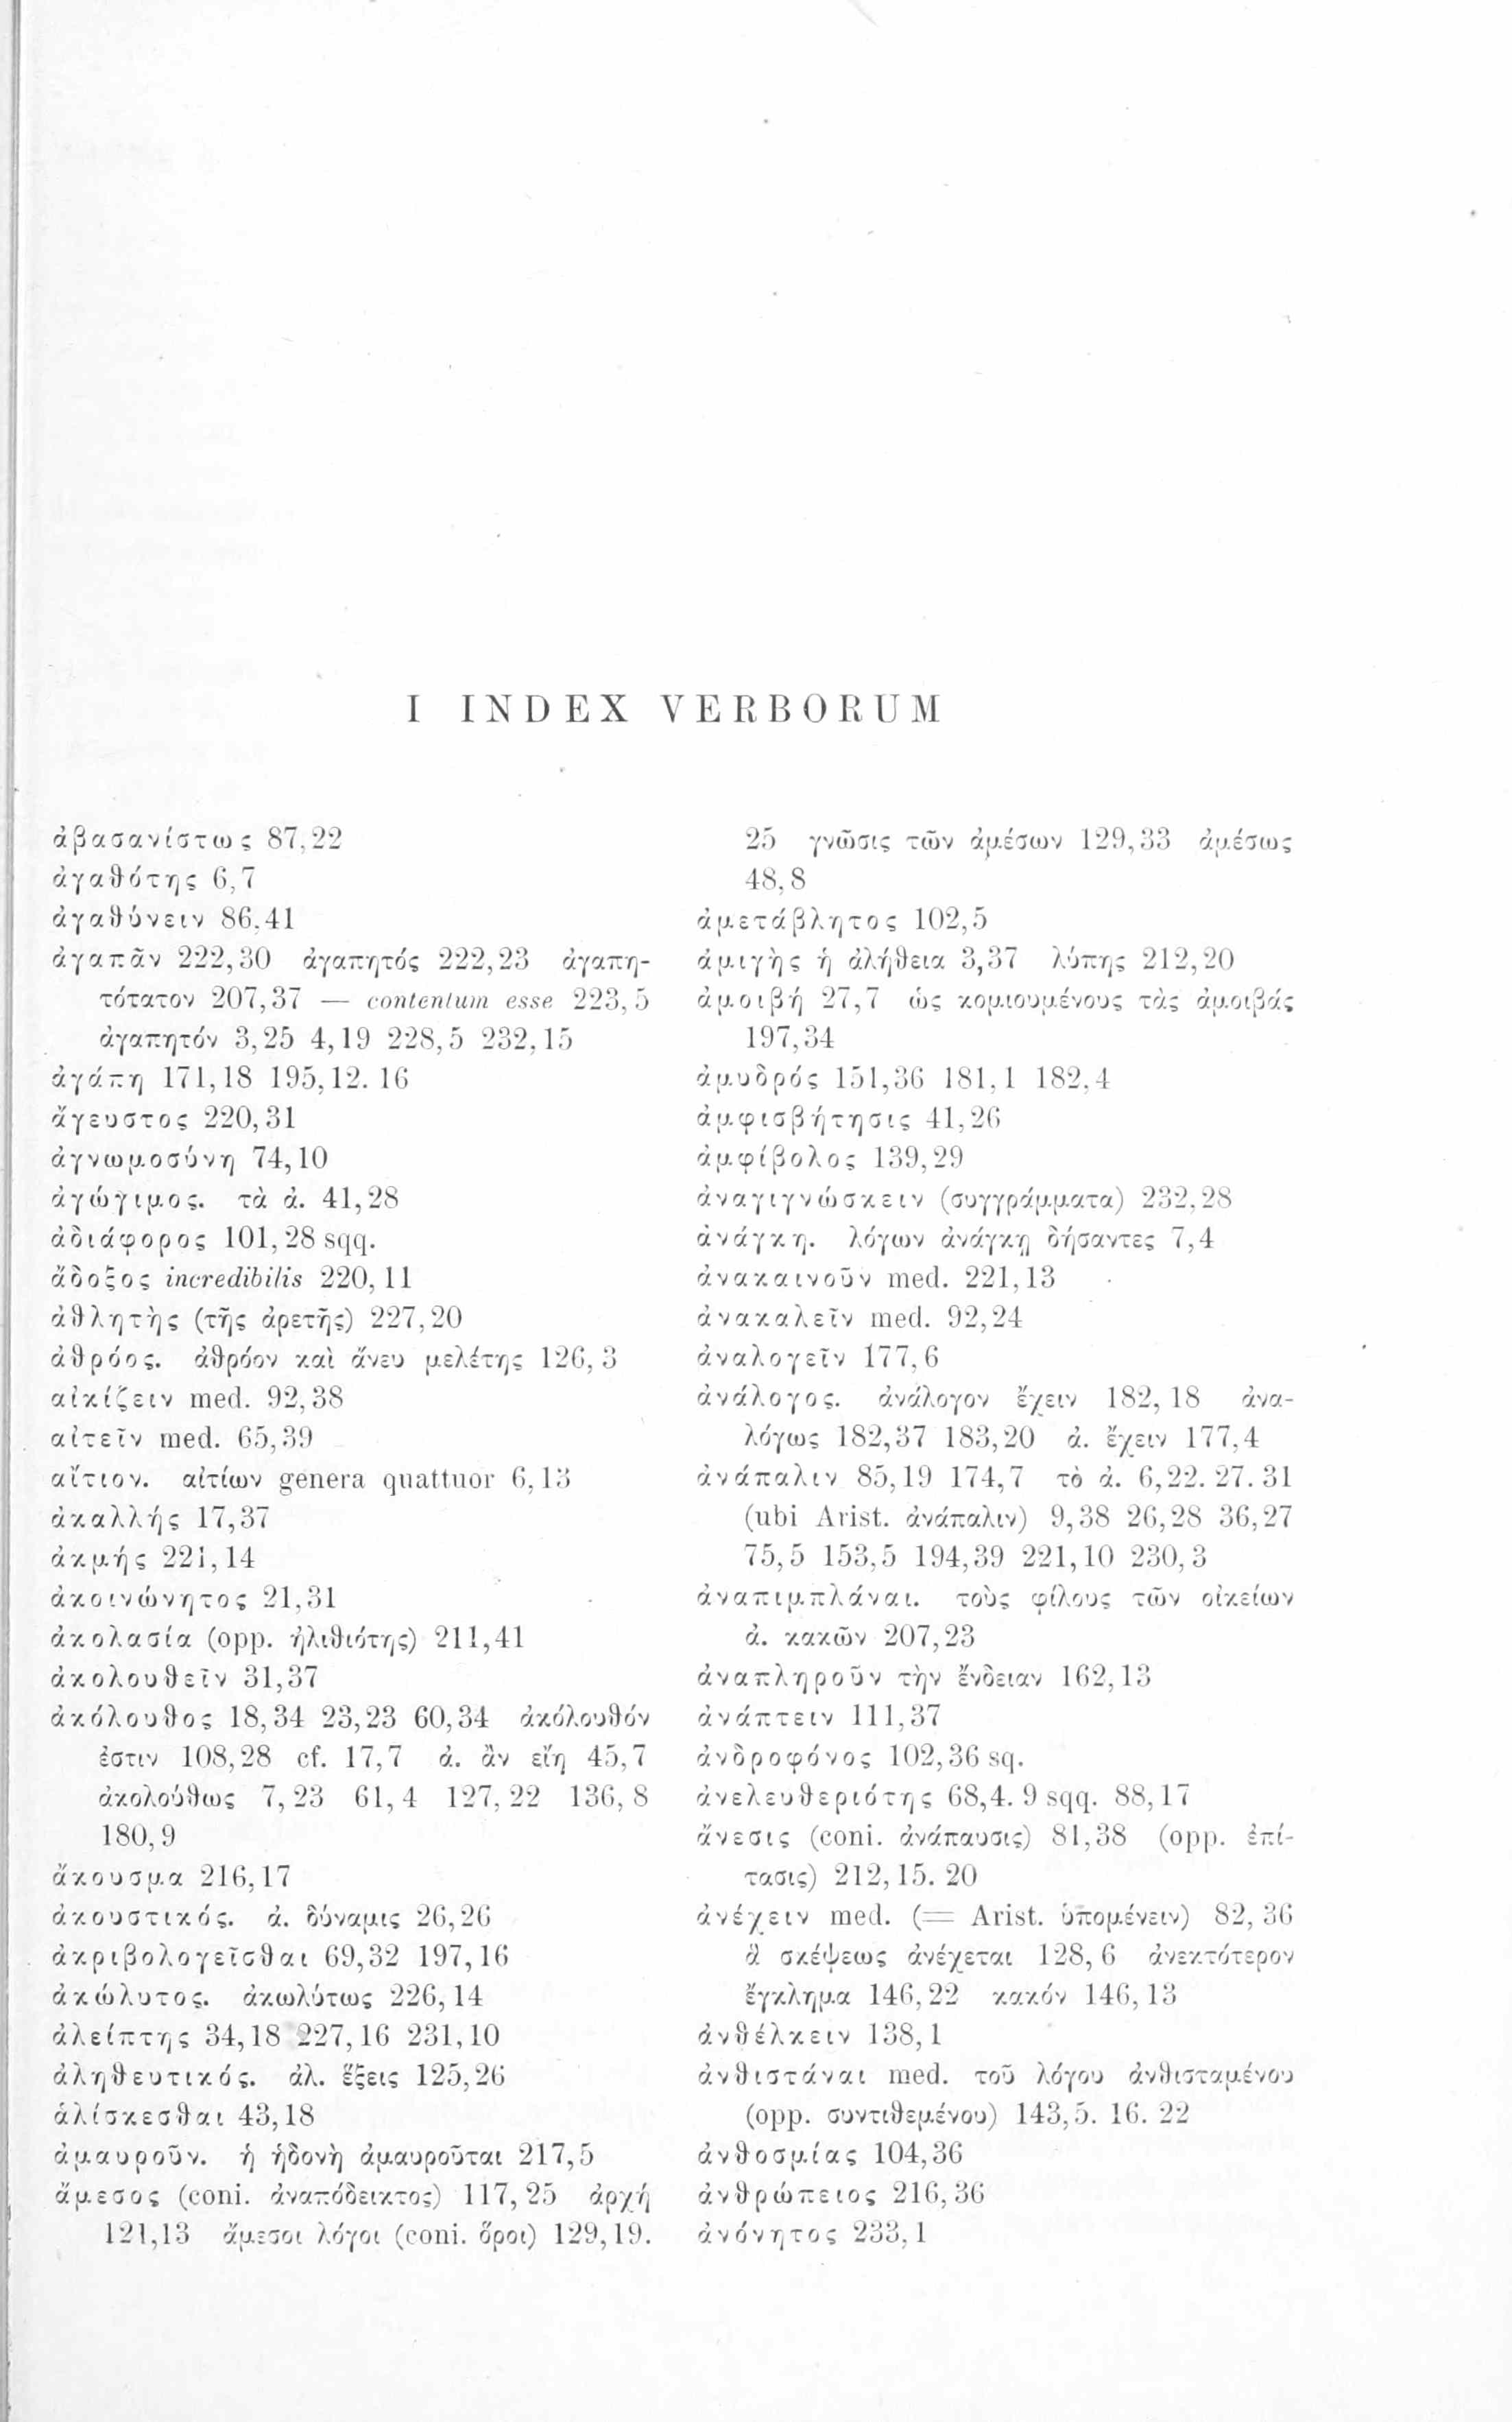 I INDEX VERBORUM
ἀβασανίστως 87,22
ἀγαθότης 6,7
ἀγαθύνειν 86,41
ἀγαπᾶν 222,30 ἀγαπητός 222,23 ἀγαπη-
τότατον 207,37 — contentum esse 223,5
ἀγαπητόν 3,25 4,19 228,5 232,15
ἀγάπη 171,18 195,12. 16
ἄγευστος 220,31
ἀγνωμοσύνη 74,10
ἀγώγιμος. τὰ ἀ. 41,28
ἀδιάφορος 101,28 sqq.
ἄδοξος incredibilis 220,11
ἀθλητὴς (τῆς ἀρετῆς) 227,20
ἀθρόος. ἀθρόον καὶ ἄνευ μελέτης 126,3
αἰκίζειν med. 92,38
αἰτεῖν med. 65,39
αἴτιον. αἰτίων genera quattuor 6,13
ἀκαλλής 17,37
ἀκμής 221,14
ἀκοινώνητος 21,31
ἀκολασία (opp. ἠλιθιότης) 211,41
ἀκολουθεῖν 31,37
ἀκόλουθος 18,34 23,23 60,34 ἀκόλουθόν
ἐστιν 108,28 cf. 17,7 ἀ. ἂν εἴη 45,7
ἀκολούθως 7,23 61,4 127,22 136,8
180,9
ἄκουσμα 216,17
ἀκουστικός. ἀ. δύναμις 26,26
ἀκριβολογεῖσθαι 69,32 197,16
ἀκώλυτος. ἀκωλύτως 226,14
ἀλείπτης 34,18 227,16 231,10
ἀληθευτικός. ἀλ. ἕξεις 125,26
ἁλίσκεσθαι 43,18
ἀμαυροῦν. ἡ ἡδονὴ ἀμαυροῦται 217,5
ἄμεσος (coni. ἀναπόδεικτος) 117,25 ἀρχή
121,13 ἄμεσοι λόγοι (coni. ὅροι) 129,19.
25 γνῶσις τῶν ἀμέσων 129,33 ἀμέσως
48,8
ἀμετάβλητος 102,5
ἀμιγὴς ἡ ἀλήθεια 3,37 λύπης 212,20
ἀμοιβή 27,7 ὡς κομιουμένους τὰς ἀμοιβάς
197,34
ἀμυδρός 151,36 181,1 182,4
ἀμφισβήτησις 41,26
ἀμφίβολος 139,29
ἀναγιγνώσκειν (συγγράμματα) 232,28
ἀνάγκη. λόγων ἀνάγκῃ δήσαντες 7,4
ἀνακαινοῦν med. 221,13
ἀνακαλεῖν med. 92,24
ἀναλογεῖν 177,6
ἀνάλογος. ἀνάλογον ἔχειν 182,18 ἀνα-
λόγως 182,37 183,20 ἀ. ἔχειν 177,4
ἀνάπαλιν 85,19 174,7 τὸ ἀ. 6,22. 27. 31
(ubi Arist. ἀνάπαλιν) 9,38 26,28 36,27
75,5 153,5 194,39 221,10 230,3
ἀναπιμπλάναι. τοὺς φίλους τῶν οἰκείων
ἀ. κακῶν 207,23
ἀναπληροῦν τὴν ἔνδειαν 162,13
ἀνάπτειν 111,37
ἀνδροφόνος 102,36 sq.
ἀνελευθεριότης 68,4. 9 sqq. 88,17
ἄνεσις (coni. ἀνάπαυσις) 81,38 (opp. ἐπί-
τασις) 212,15. 20
ἀνέχειν med. (= Arist. ὑπομένειν) 82,36
ἃ σκέψεως ἀνέχεται 128,6 ἀνεκτότερον
ἔγκλημα 146,22 κακόν 146,13
ἀνθέλκειν 138,1
ἀνθιστάναι med. τοῦ λόγου ἀνθισταμένου
(opp. συντιθεμένου) 143,5. 16. 22
ἀνθοσμίας 104,36
ἀνθρώπειος 216,36
ἀνόνητος 233,1